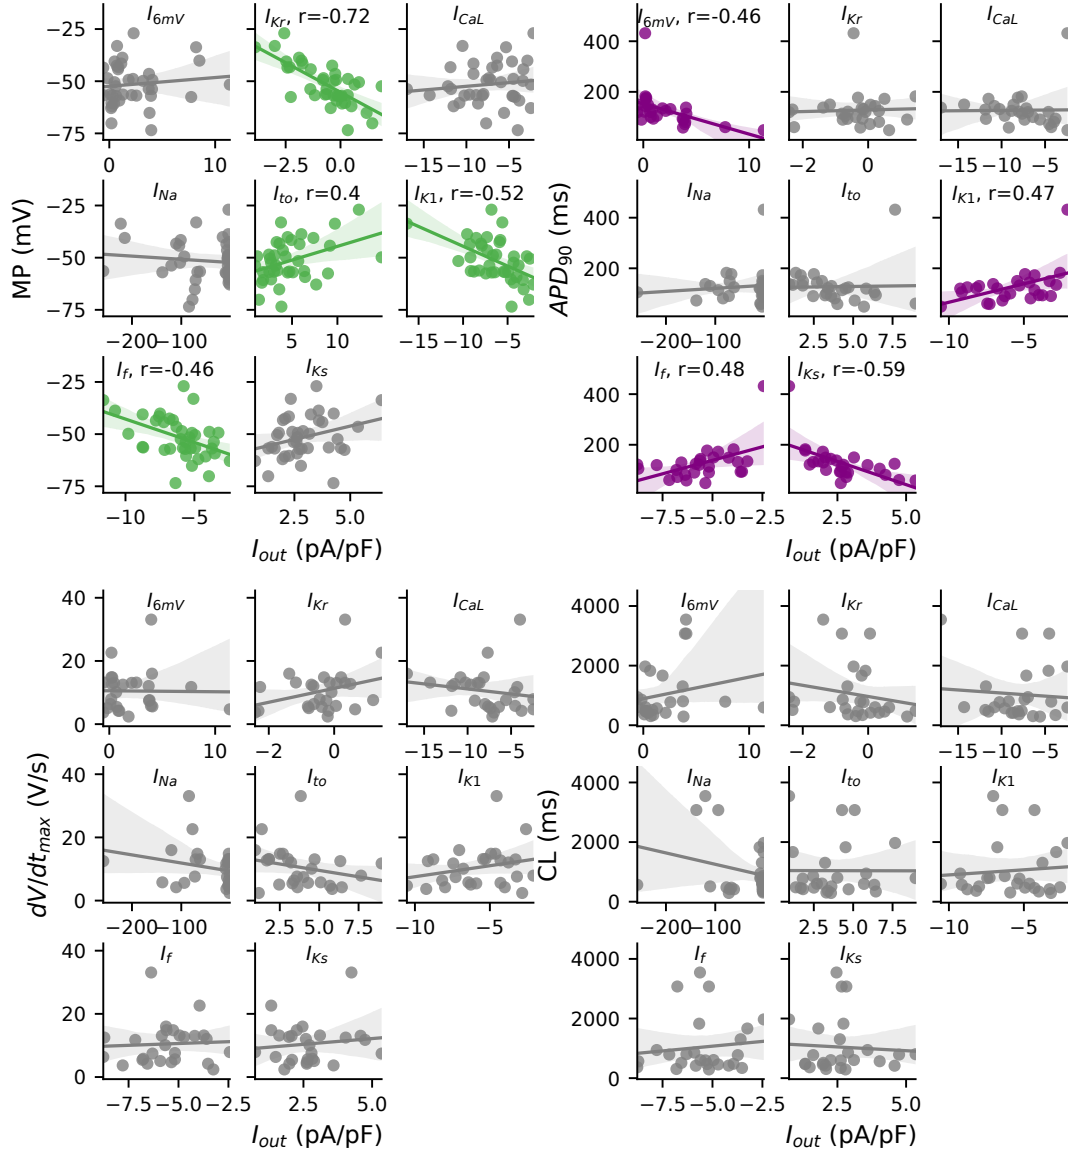 I6mV
IKr, r=-0.72
ICaL
−25
−50
−75
0
10
−2.5
0.0
−15
−10
−5
INa
Ito, r=0.4
IK1, r=-0.52
−25
−50
−75
−200
−100
5
10
−15
−10
−5
If, r=-0.46
IKs
−25
−50
−75
−10
−5
2.5
5.0
MP (mV)
Iout (pA/pF)
I6mV, r=-0.46
IKr
ICaL
400
200
0
10
−2
0
−15
−10
−5
INa
Ito
IK1, r=0.47
400
200
−200
−100
2.5
5.0
7.5
−10
−5
If, r=0.48
IKs, r=-0.59
400
200
−7.5
−5.0
−2.5
2.5
5.0
APD90 (ms)
Iout (pA/pF)
I6mV
IKr
ICaL
40
20
0
0
10
−2
0
−15
−10
−5
INa
Ito
IK1
40
20
0
−200
−100
2.5
5.0
7.5
−10
−5
If
IKs
40
20
0
−7.5
−5.0
−2.5
2.5
5.0
dV/dtmax (V/s)
Iout (pA/pF)
I6mV
IKr
ICaL
4000
2000
0
0
10
−2
0
−15
−10
−5
INa
Ito
IK1
4000
2000
0
−200
−100
2.5
5.0
7.5
−10
−5
If
IKs
4000
2000
0
−7.5
−5.0
−2.5
2.5
5.0
CL (ms)
Iout (pA/pF)